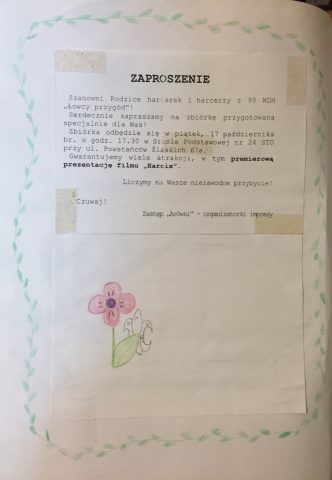 ZAPROSZENIE
Szanowni Rodzice harcerek i harcerzy z 99 WDH
„Łowcy przygód"!
Serdecznie zapraszamy na zbiórkę przygotowaną
specjalnie dla Was!
Zbiórka odbędzie się w piątek, 17 października
br. o godz. 17.30 w Szkole Podstawowej nr 24 STO
przy ul. Powstańców Śląskich 67a.
Gwarantujemy wiele atrakcji, w tym premierową
prezentację filmu „Harcix".
Liczymy na Wasze niezawodne przybycie!
Czuwaj!
Zastęp „Arówki" – organizatorki imprezy